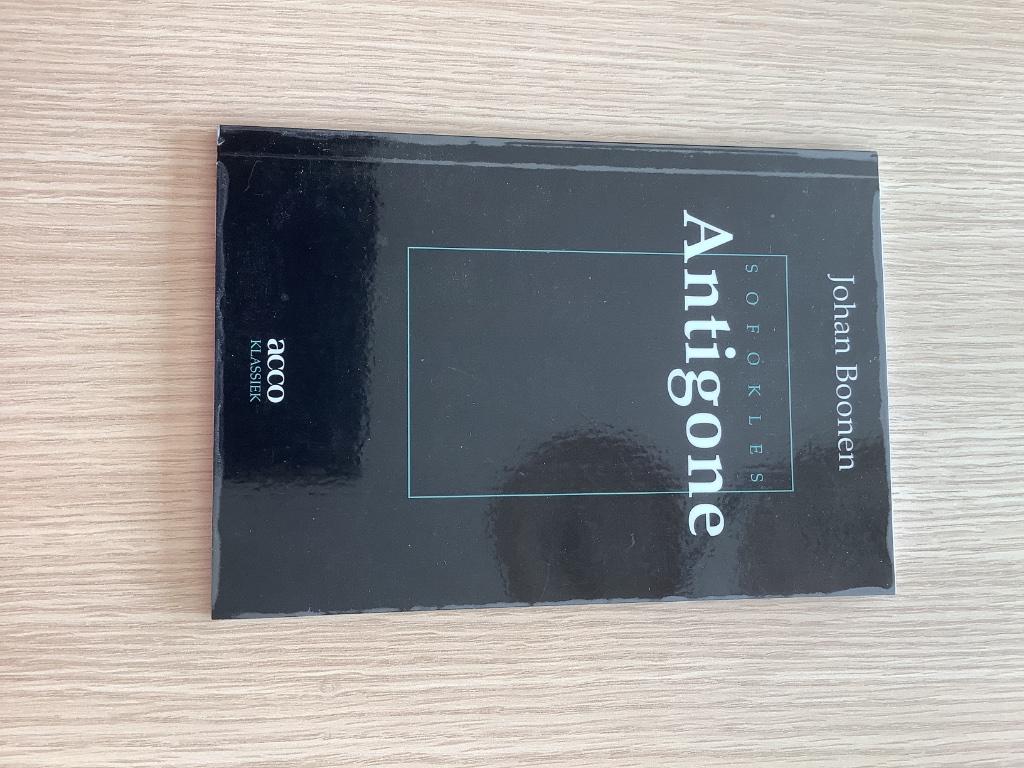 Johan Boonen
SOFOKLES
Antigone
acco
KLASSIEK